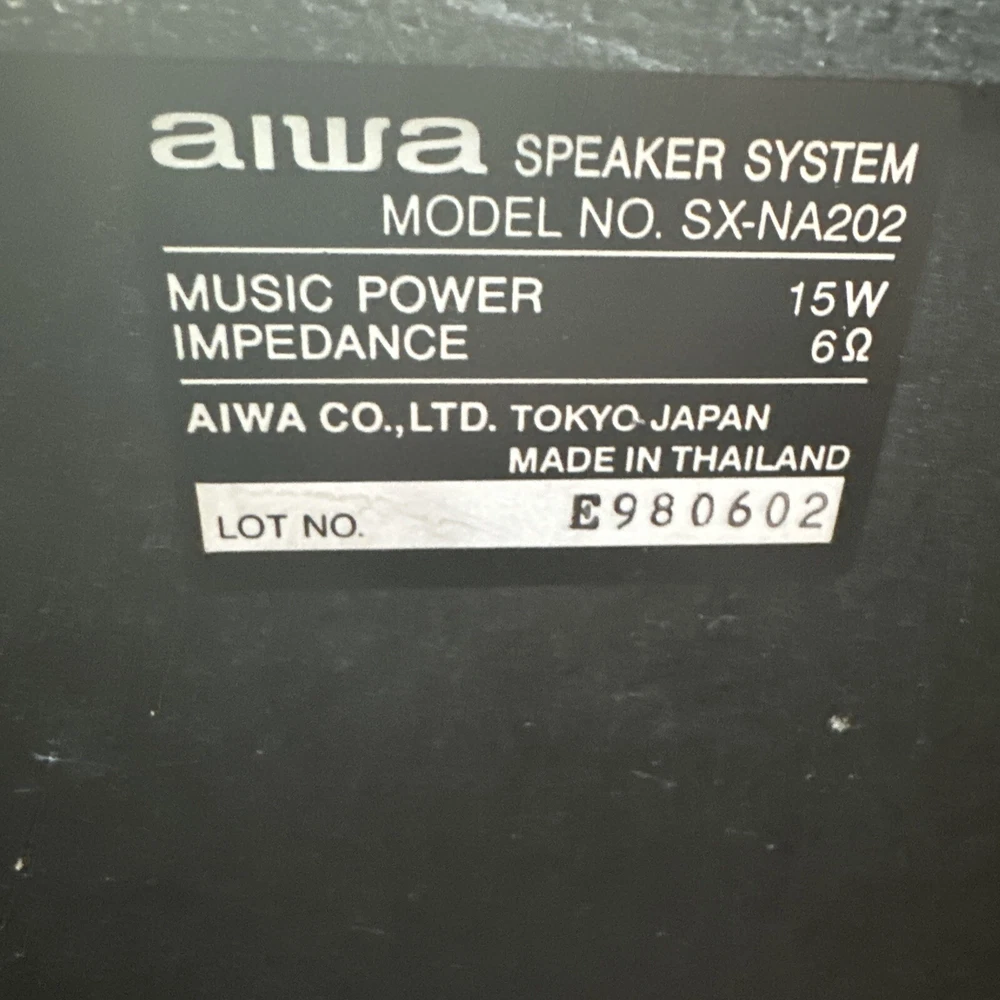 aiwa SPEAKER SYSTEM
MODEL NO. SX-NA202
MUSIC POWER 15W
IMPEDANCE 6Ω
AIWA CO.,LTD. TOKYO JAPAN
MADE IN THAILAND
LOT NO. E980602